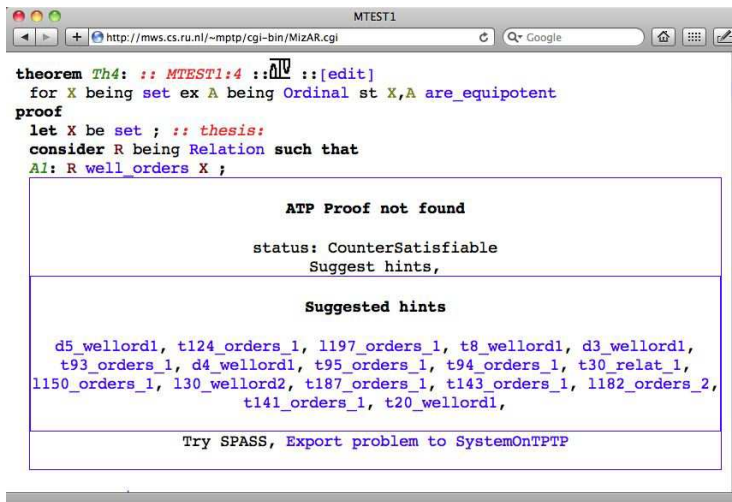 MTEST1
http://mws.cs.ru.nl/~mptp/cgi-bin/MizAR.cgi
Google
theorem Th4: :: MTEST1:4 :: ::[edit]
for X being set ex A being Ordinal st X,A are_equipotent
proof
let X be set ; :: thesis:
consider R being Relation such that
A1: R well_orders X ;
ATP Proof not found
status: CounterSatisfiable
Suggest hints,
Suggested hints
d5_wellord1, t124_orders_1, l197_orders_1, t8_wellord1, d3_wellord1,
t93_orders_1, d4_wellord1, t95_orders_1, t94_orders_1, t30_relat_1,
l150_orders_1, l30_wellord2, t187_orders_1, t143_orders_1, l182_orders_2,
t141_orders_1, t20_wellord1,
Try SPASS, Export problem to SystemOnTPTP